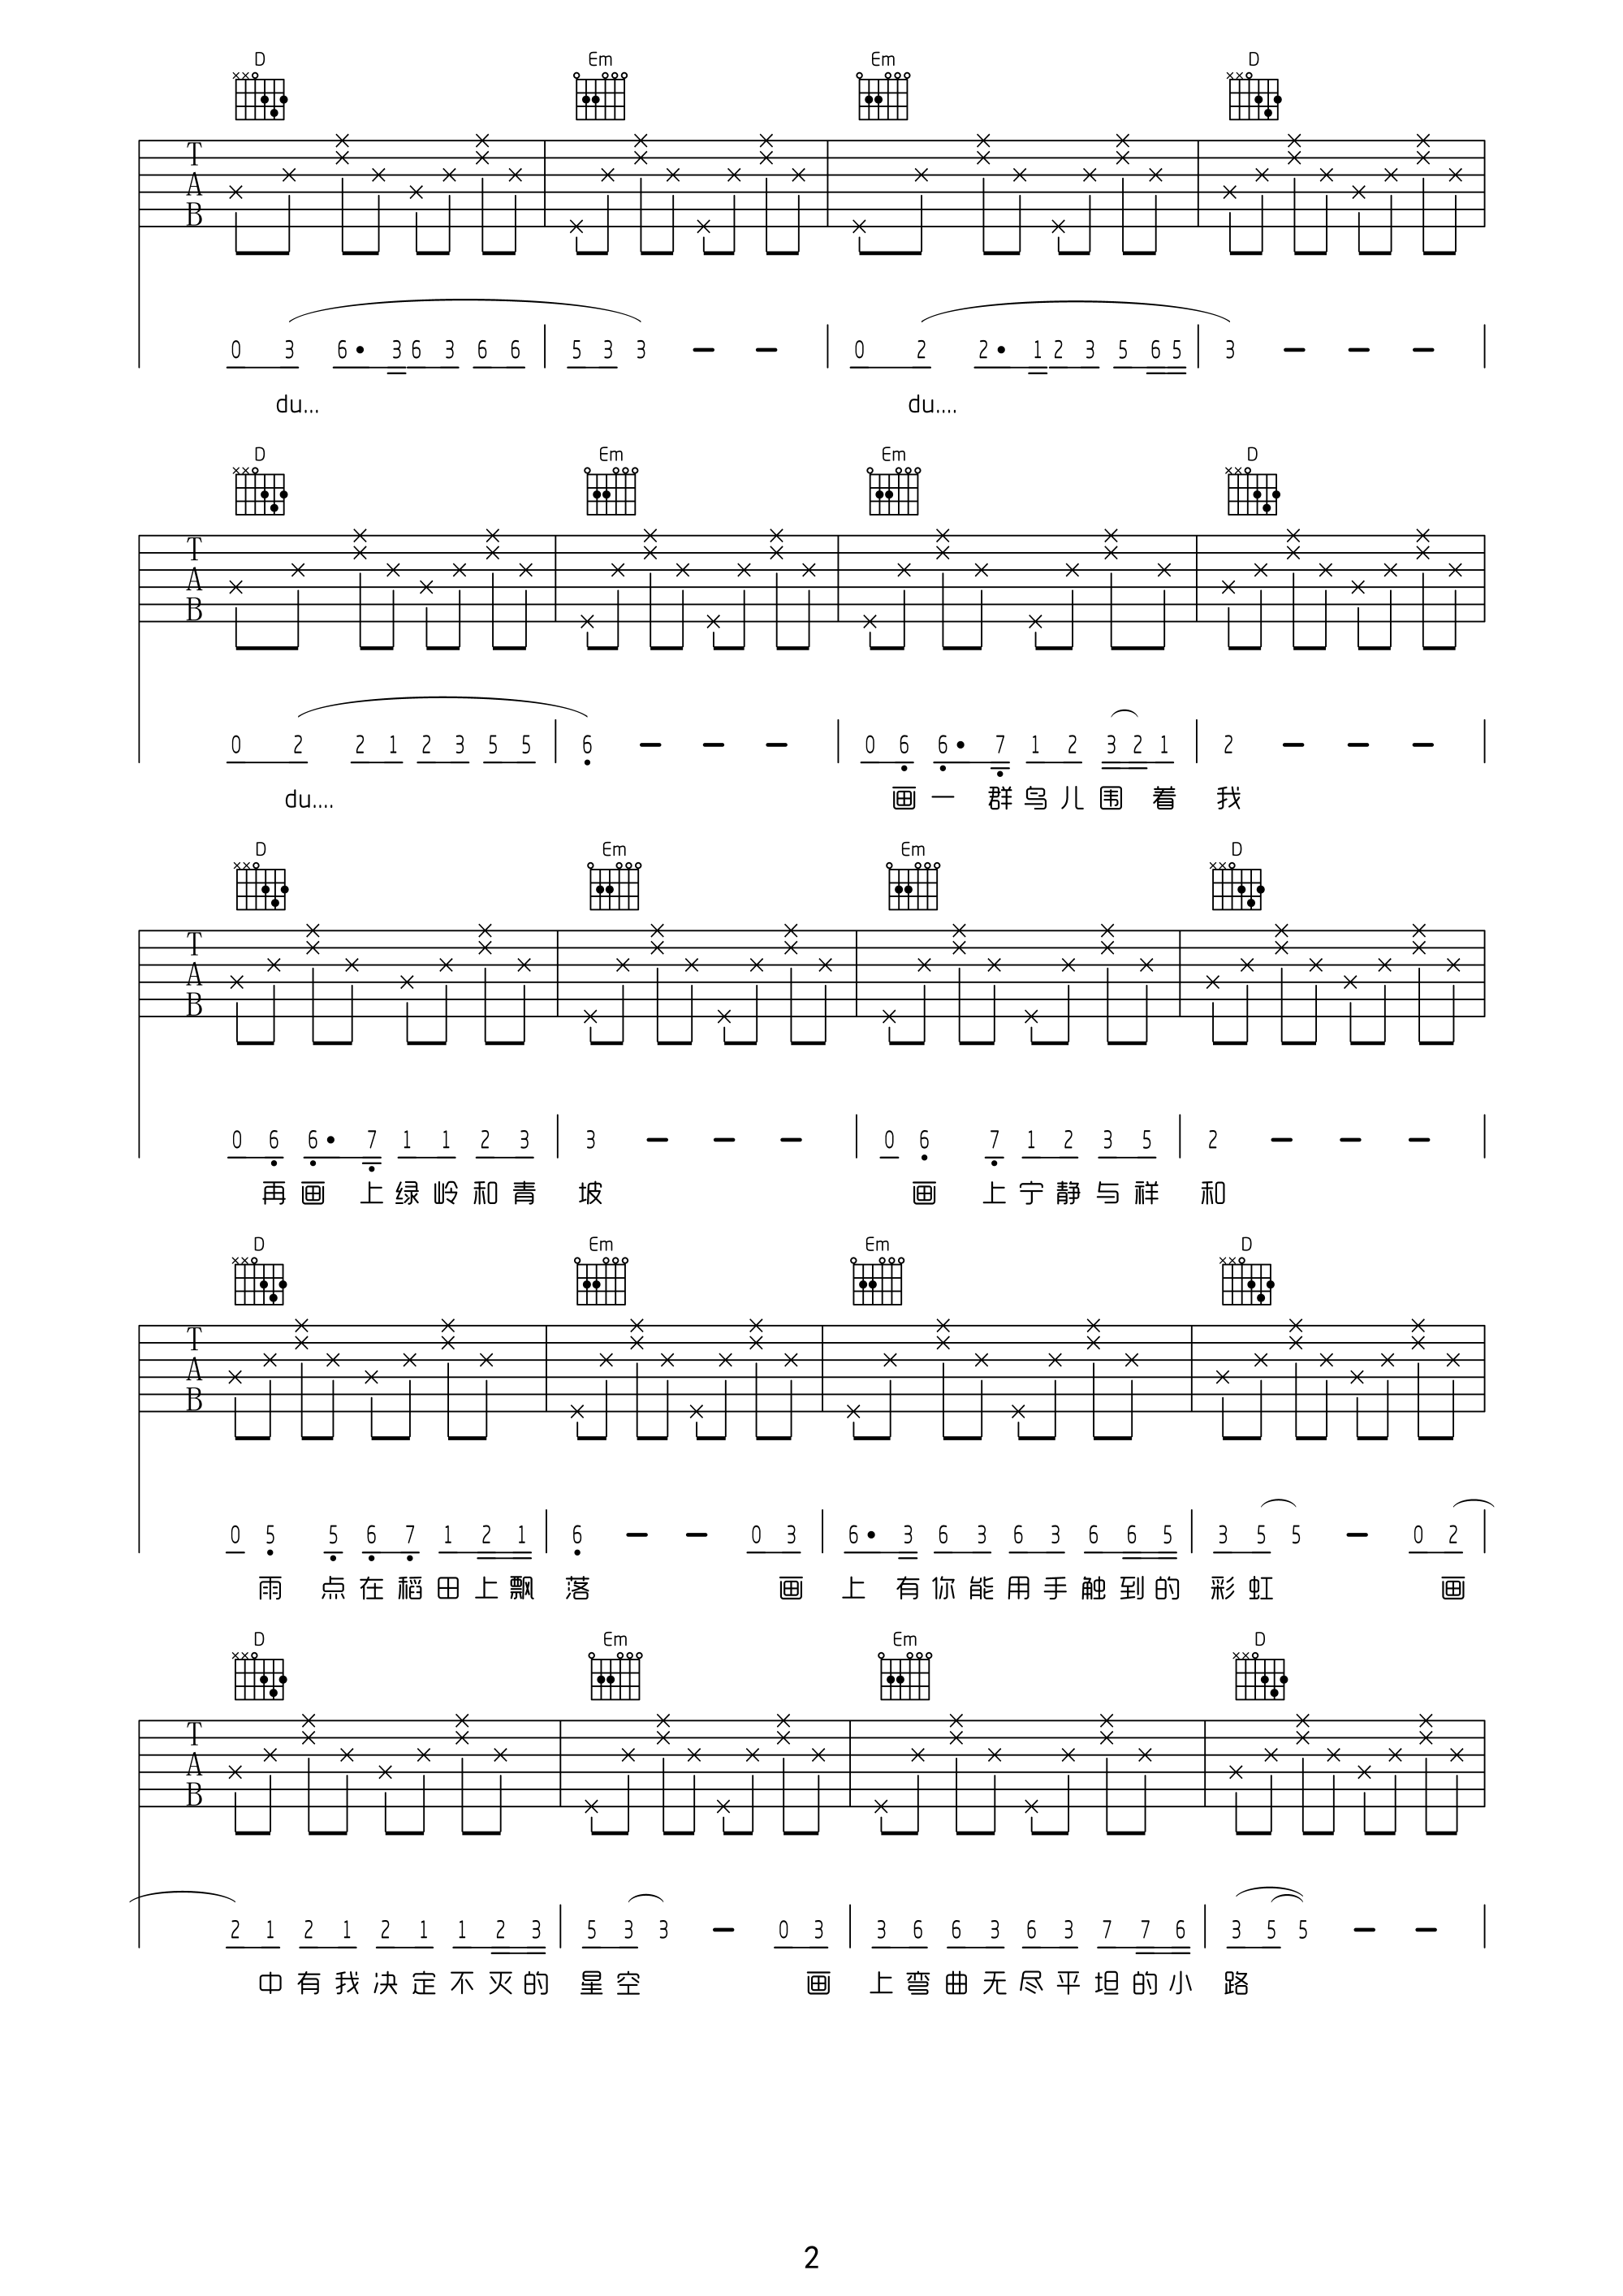 D Em Em D
T
A
B
0 3 6• 3 6 3 6 6 5 3 3 – – 0 2 2• 1 2 3 5 6 5 3 – – –
du... du....
D Em Em D
T
A
B
0 2 2 1 2 3 5 5 6 – – – 0 6 6• 7 1 2 3 2 1 2 – – –
du.... 画一 群鸟儿围 着 我
D Em Em D
T
A
B
0 6 6• 7 1 1 2 3 3 – – – 0 6 7 1 2 3 5 2 – – –
再画 上绿岭和青 坡 画 上宁静与祥 和
D Em Em D
T
A
B
0 5 5 6 7 1 2 1 6 – – 0 3 6• 3 6 3 6 3 6 6 5 3 5 5 – 0 2
雨 点在稻田上飘 落 画 上 有你能用手触到的 彩虹 画
D Em Em D
T
A
B
2 1 2 1 2 1 1 2 3 5 3 3 – 0 3 3 6 6 3 6 3 7 7 6 3 5 5 – –
中有我决定不灭的 星空 画 上弯曲无尽平坦的小 路
2